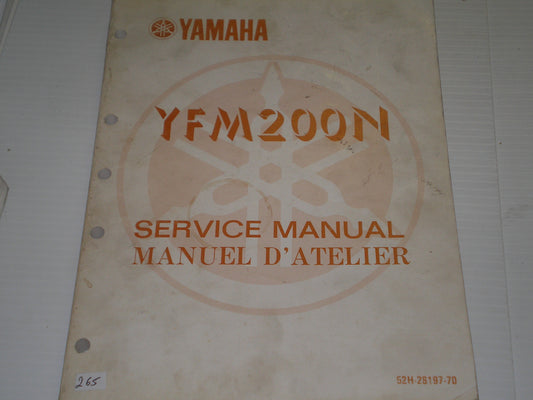 YAMAHA
YFM200N
SERVICE MANUAL
MANUEL D'ATELIER
52H-28197-70
265